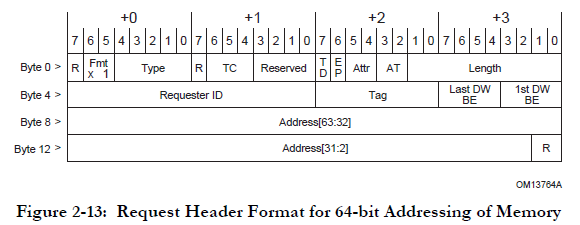 +0 +1 +2 +3
7 6 5 4 3 2 1 0 7 6 5 4 3 2 1 0 7 6 5 4 3 2 1 0 7 6 5 4 3 2 1 0
Byte 0 > R Fmt x 1 Type R TC Reserved T D E P Attr AT Length
Byte 4 > Requester ID Tag Last DW BE 1st DW BE
Byte 8 > Address[63:32]
Byte 12 > Address[31:2] R
OM13764A
Figure 2-13: Request Header Format for 64-bit Addressing of Memory